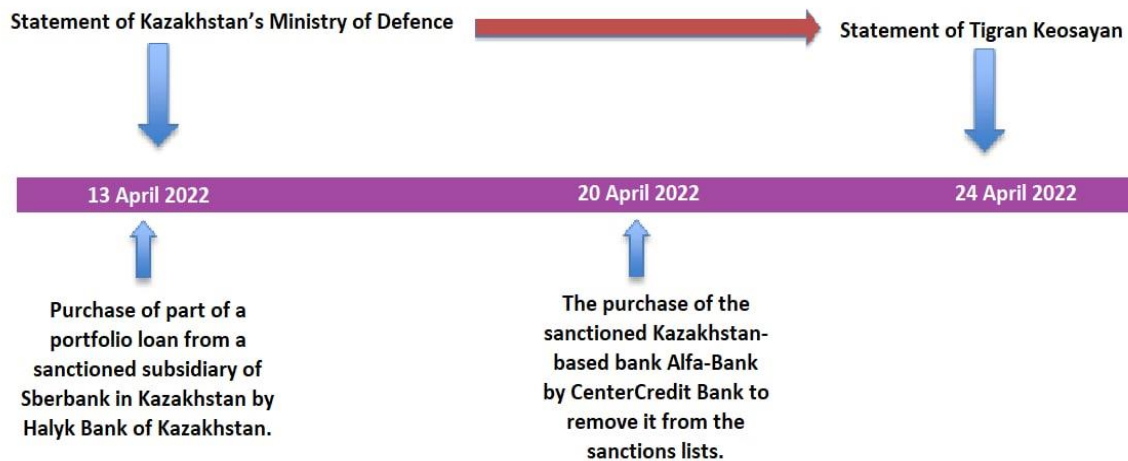 Statement of Kazakhstan's Ministry of Defence
Statement of Tigran Keosayan
13 April 2022
20 April 2022
24 April 2022
Purchase of part of a
portfolio loan from a
sanctioned subsidiary of
Sberbank in Kazakhstan by
Halyk Bank of Kazakhstan.
The purchase of the
sanctioned Kazakhstan-
based bank Alfa-Bank
by CenterCredit Bank to
remove it from the
sanctions lists.